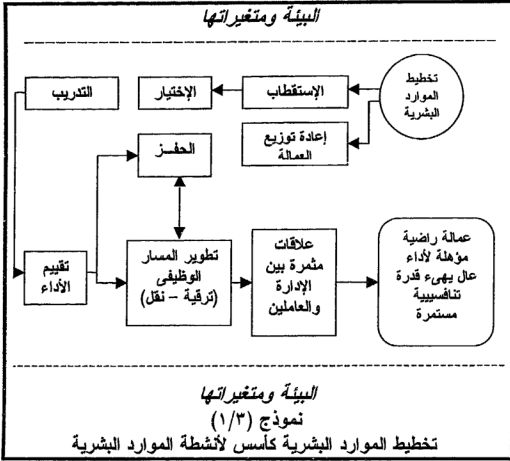 البيئة ومتغيراتها
تخطيط
الموارد
البشرية
الإستقطاب
الإختيار
التدريب
إعادة توزيع
العمالة
الحفـز
تقييم
الأداء
تطوير المسار
الوظيفى
(ترقية - نقل)
علاقات
مثمرة بين
الإدارة
والعاملين
عمالة راضية
مؤهلة لأداء
عال يهىء قدرة
تنافسيية
مستمرة
البيئة ومتغيراتها
نموذج (١/٣)
تخطيط الموارد البشرية كأسس لأنشطة الموارد البشرية